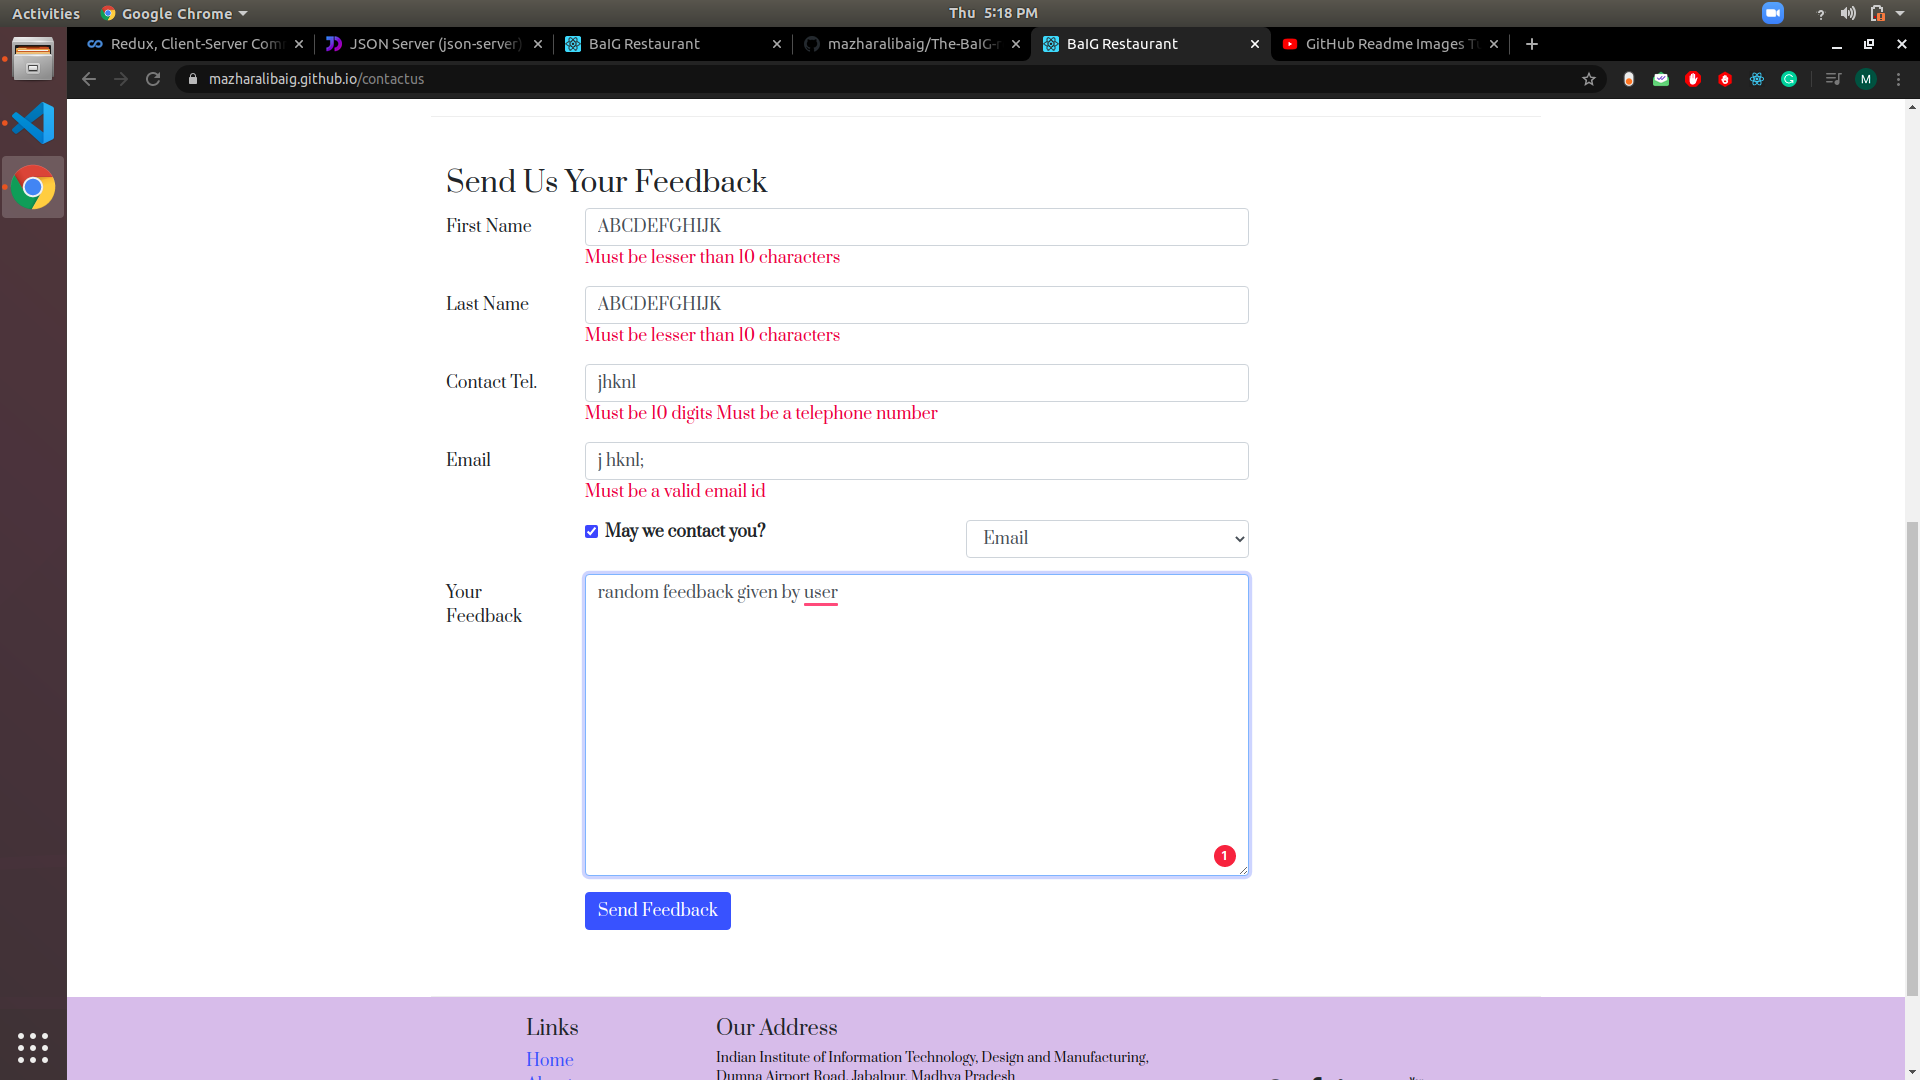 Activities
Google Chrome
Thu 5:18 PM
?
Redux, Client-Server Com
JSON Server (json-server)
BaIG Restaurant
mazharalibaig/The-BaIG-r
BaIG Restaurant
GitHub Readme Images Tu
mazharalibaig.github.io/contactus
M
Send Us Your Feedback
First Name
ABCDEFGHIJK
Must be lesser than 10 characters
Last Name
ABCDEFGHIJK
Must be lesser than 10 characters
Contact Tel.
jhknl
Must be 10 digits Must be a telephone number
Email
j hknl;
Must be a valid email id
May we contact you?
Email
Your
Feedback
random feedback given by user
1
Send Feedback
Links
Our Address
Home
Indian Institute of Information Technology, Design and Manufacturing,
Dumna Airport Road, Jabalpur, Madhya Pradesh